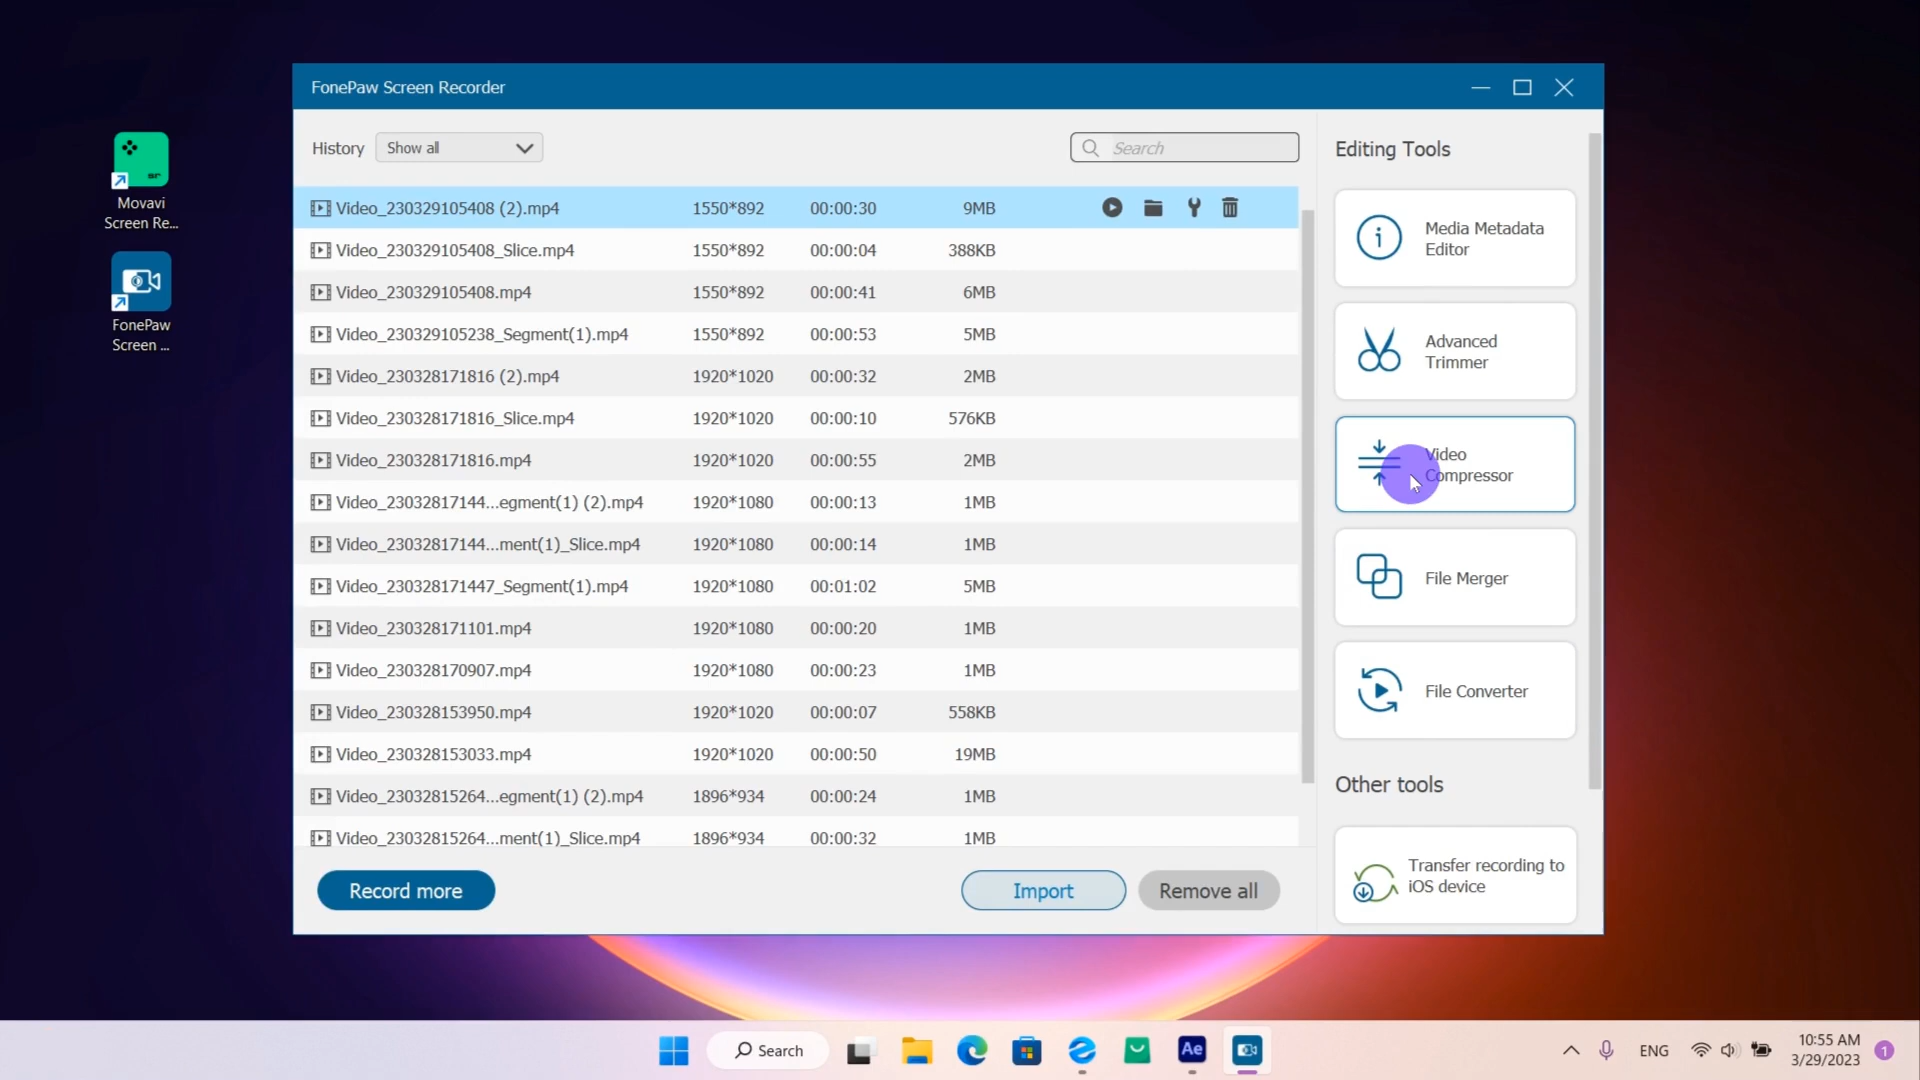 FonePaw Screen Recorder
History
Show all
Search
Editing Tools
Movavi
Screen Re...
FonePaw
Screen ...
Video_230329105408 (2).mp4 1550*892 00:00:30 9MB
Video_230329105408_Slice.mp4 1550*892 00:00:04 388KB
Video_230329105408.mp4 1550*892 00:00:41 6MB
Video_230329105238_Segment(1).mp4 1550*892 00:00:53 5MB
Video_230328171816 (2).mp4 1920*1020 00:00:32 2MB
Video_230328171816_Slice.mp4 1920*1020 00:00:10 576KB
Video_230328171816.mp4 1920*1020 00:00:55 2MB
Video_23032817144...egment(1) (2).mp4 1920*1080 00:00:13 1MB
Video_23032817144...ment(1)_Slice.mp4 1920*1080 00:00:14 1MB
Video_230328171447_Segment(1).mp4 1920*1080 00:01:02 5MB
Video_230328171101.mp4 1920*1080 00:00:20 1MB
Video_230328170907.mp4 1920*1080 00:00:23 1MB
Video_230328153950.mp4 1920*1020 00:00:07 558KB
Video_230328153033.mp4 1920*1020 00:00:50 19MB
Video_23032815264...egment(1) (2).mp4 1896*934 00:00:24 1MB
Video_23032815264...ment(1)_Slice.mp4 1896*934 00:00:32 1MB
Media Metadata
Editor
Advanced
Trimmer
Video
Compressor
File Merger
File Converter
Other tools
Transfer recording to
iOS device
Record more
Import
Remove all
Search
Ae
ENG
10:55 AM
3/29/2023
1
sr